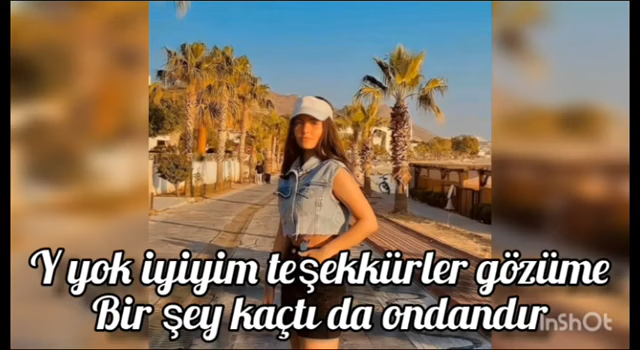 Y yok iyiyim teşekkürler gözüme
Bir şey kaçtı da ondandır
InShOt